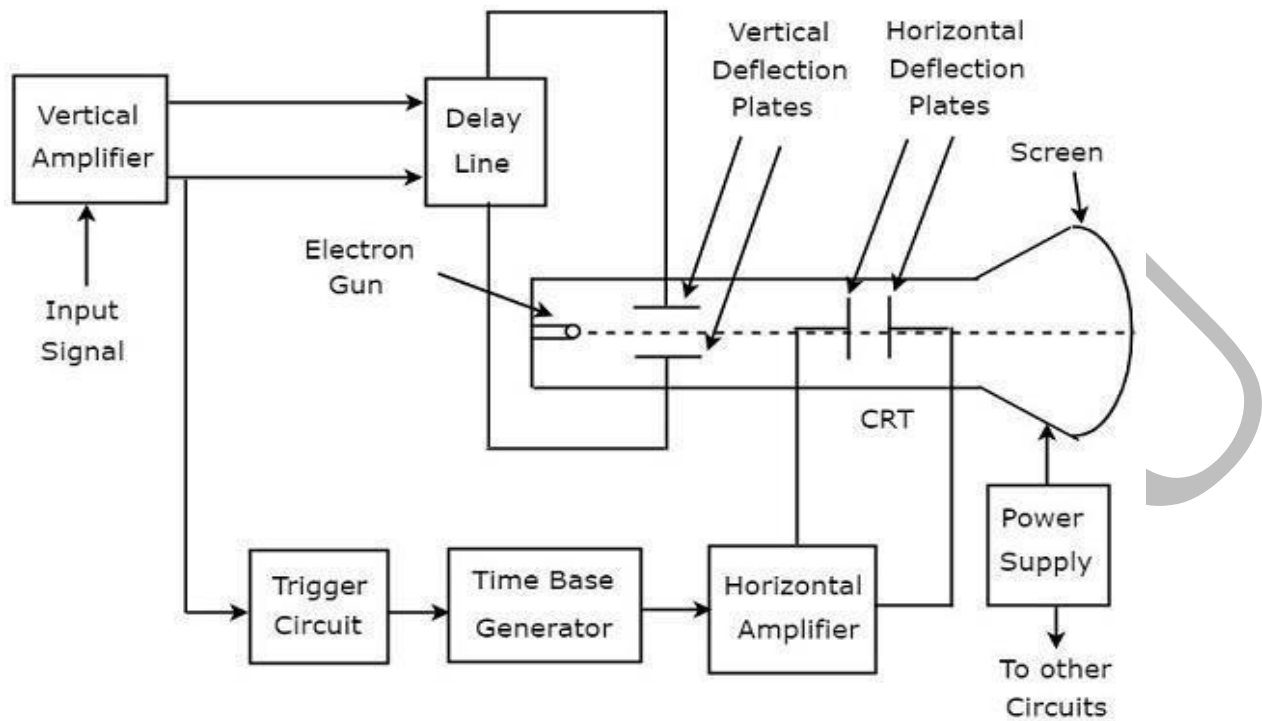 Vertical
Deflection
Plates
Horizontal
Deflection
Plates
Vertical
Amplifier
Delay
Line
Screen
Electron
Gun
Input
Signal
CRT
Power
Supply
Trigger
Circuit
Time Base
Generator
Horizontal
Amplifier
To other
Circuits